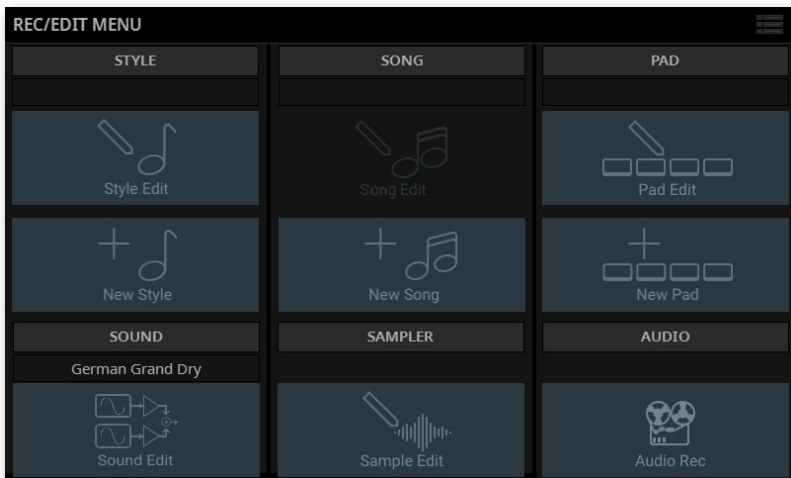 REC/EDIT MENU
STYLE
SONG
PAD
Style Edit
Song Edit
Pad Edit
New Style
New Song
New Pad
SOUND
SAMPLER
AUDIO
German Grand Dry
Sound Edit
Sample Edit
Audio Rec